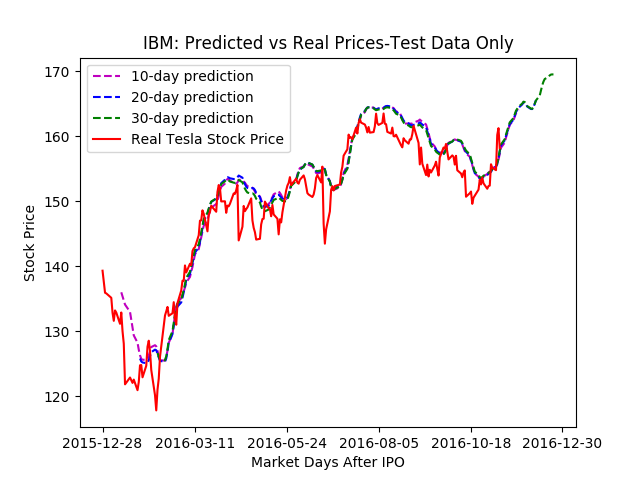 IBM: Predicted vs Real Prices-Test Data Only
10-day prediction
20-day prediction
30-day prediction
Real Tesla Stock Price
Stock Price
170
160
150
140
130
120
2015-12-28 2016-03-11 2016-05-24 2016-08-05 2016-10-18 2016-12-30
Market Days After IPO